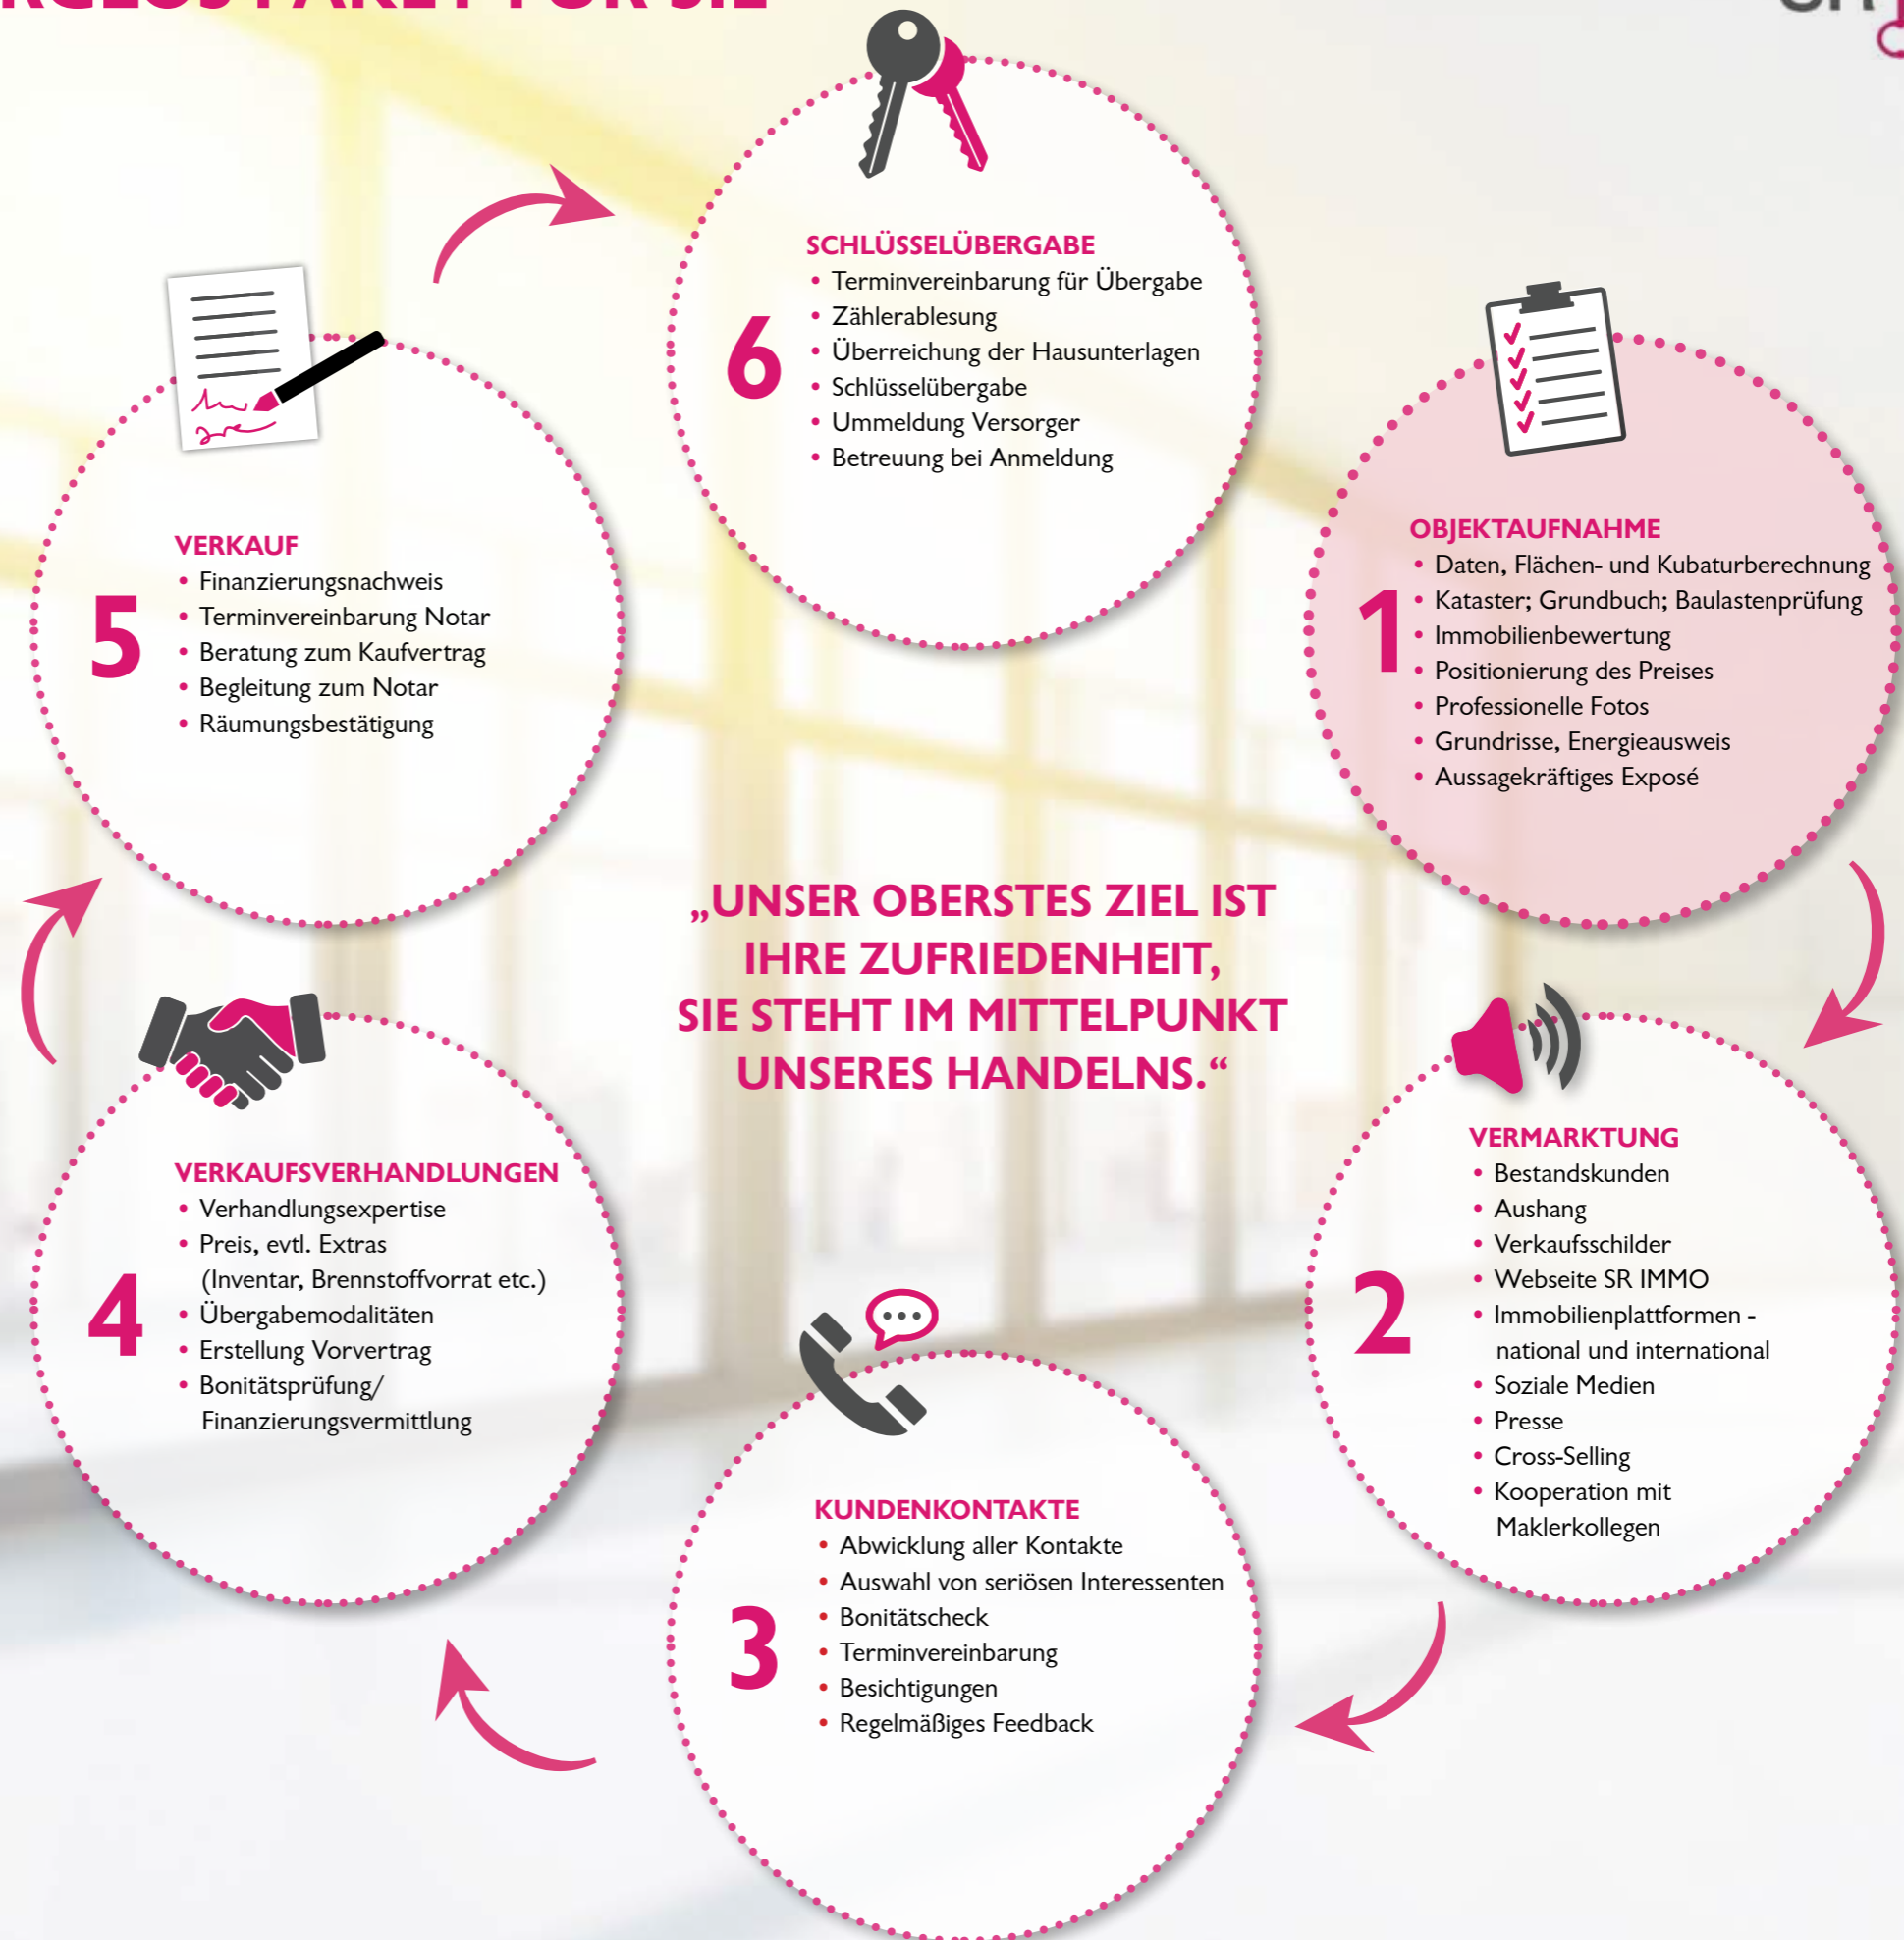 RGLOS PAKET FÜR SIE
SR
OBJEKTAUFNAHME
1
• Daten, Flächen- und Kubaturberechnung
• Kataster; Grundbuch; Baulastenprüfung
• Immobilienbewertung
• Positionierung des Preises
• Professionelle Fotos
• Grundrisse, Energieausweis
• Aussagekräftiges Exposé
VERMARKTUNG
2
• Bestandskunden
• Aushang
• Verkaufsschilder
• Webseite SR IMMO
• Immobilienplattformen -
national und international
• Soziale Medien
• Presse
• Cross-Selling
• Kooperation mit
Maklerkollegen
KUNDENKONTAKTE
3
• Abwicklung aller Kontakte
• Auswahl von seriösen Interessenten
• Bonitätscheck
• Terminvereinbarung
• Besichtigungen
• Regelmäßiges Feedback
VERKAUFSVERHANDLUNGEN
4
• Verhandlungsexpertise
• Preis, evtl. Extras
(Inventar, Brennstoffvorrat etc.)
• Übergabemodalitäten
• Erstellung Vorvertrag
• Bonitätsprüfung/
Finanzierungsvermittlung
VERKAUF
5
• Finanzierungsnachweis
• Terminvereinbarung Notar
• Beratung zum Kaufvertrag
• Begleitung zum Notar
• Räumungsbestätigung
SCHLÜSSELÜBERGABE
6
• Terminvereinbarung für Übergabe
• Zählerablesung
• Überreichung der Hausunterlagen
• Schlüsselübergabe
• Ummeldung Versorger
• Betreuung bei Anmeldung
„UNSER OBERSTES ZIEL IST
IHRE ZUFRIEDENHEIT,
SIE STEHT IM MITTELPUNKT
UNSERES HANDELNS.“